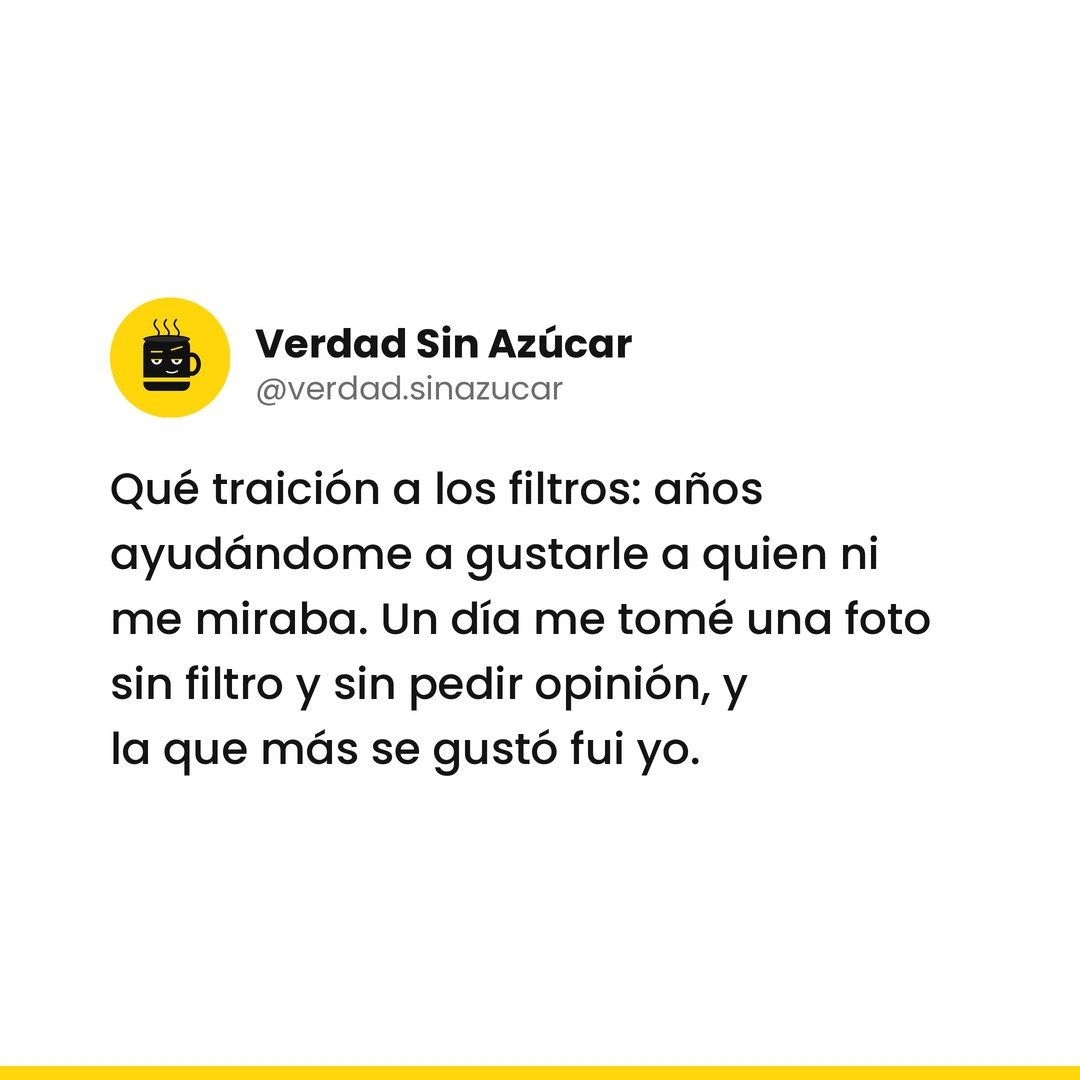 Verdad Sin Azúcar
@verdad.sinazucar
Qué traición a los filtros: años
ayudándome a gustarle a quien ni
me miraba. Un día me tomé una foto
sin filtro y sin pedir opinión, y
la que más se gustó fui yo.